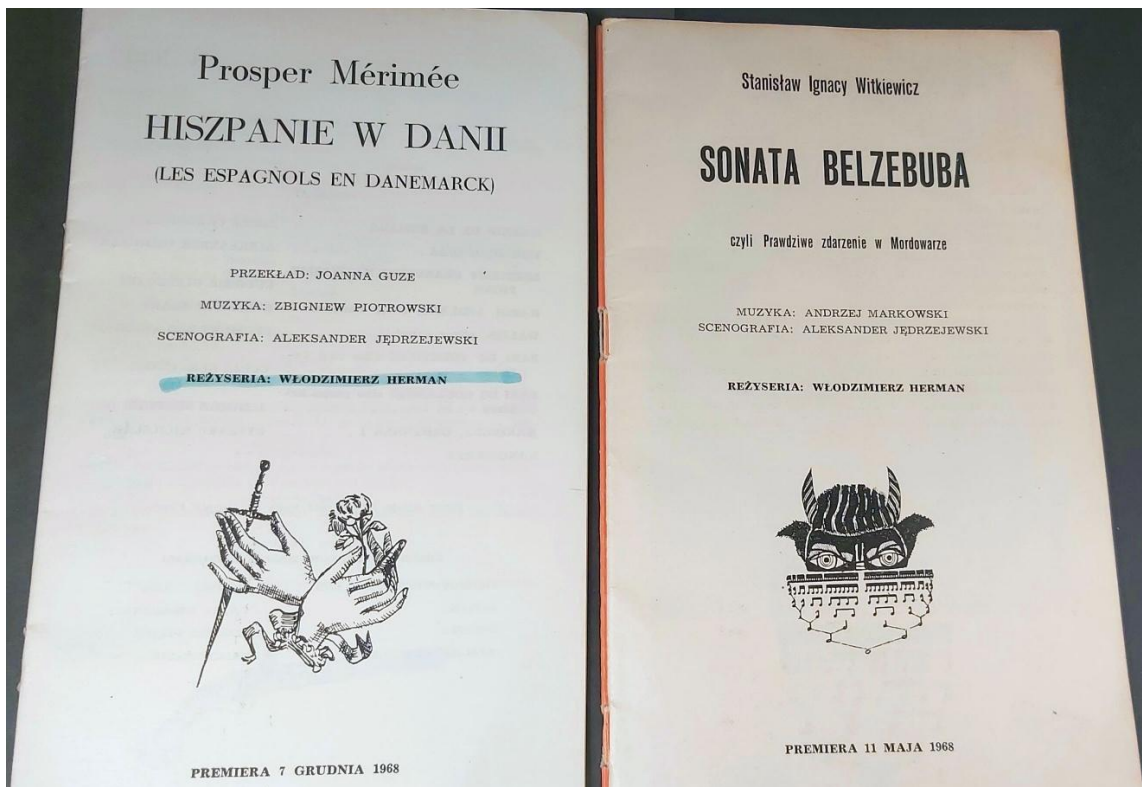 Prosper Mérimée
HISZPANIE W DANII
(LES ESPAGNOLS EN DANEMARCK)
PRZEKŁAD: JOANNA GUZE
MUZYKA: ZBIGNIEW PIOTROWSKI
SCENOGRAFIA: ALEKSANDER JĘDRZEJEWSKI
REŻYSERIA: WŁODZIMIERZ HERMAN
PREMIERA 7 GRUDNIA 1968
Stanisław Ignacy Witkiewicz
SONATA BELZEBUBA
czyli Prawdziwe zdarzenie w Mordowarze
MUZYKA: ANDRZEJ MARKOWSKI
SCENOGRAFIA: ALEKSANDER JĘDRZEJEWSKI
REŻYSERIA: WŁODZIMIERZ HERMAN
PREMIERA 11 MAJA 1968